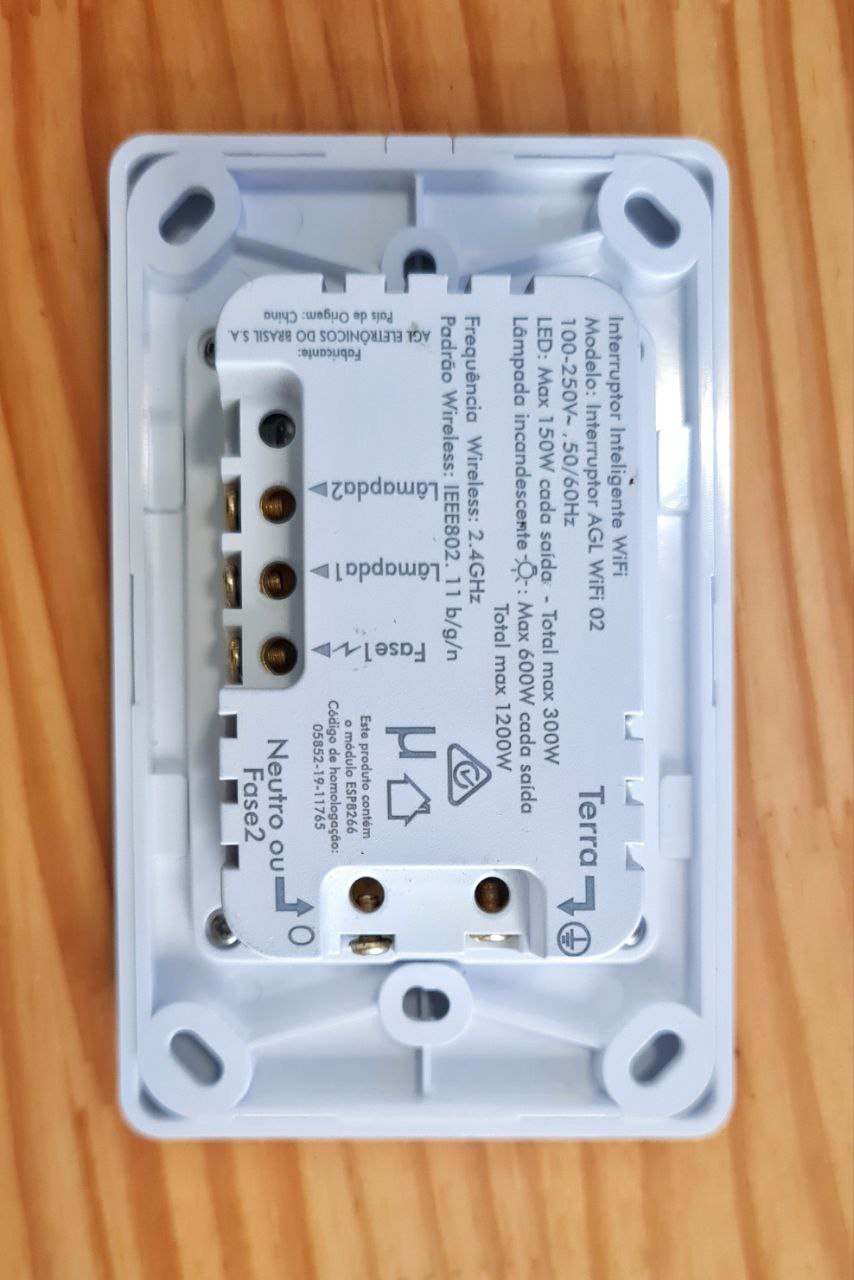 Interruptor Inteligente WiFi
Modelo: Interruptor AGL WiFi 02
100-250V~ , 50/60Hz
LED: Max 150W cada saída - Total max 300W
Lâmpada incandescente : Max 600W cada saída
Total max 1200W
Frequência Wireless: 2.4GHz
Padrão Wireless: IEEE802. 11 b/g/n
Fabricante:
AGL ELETRÔNICOS DO BRASIL S.A.
País de Origem: China
Lâmapda2
Lâmapda1
Fase1
µ
Este produto contém
o módulo ESP8266
Código de homologação:
05852-19-11765
Terra
Neutro ou
Fase2